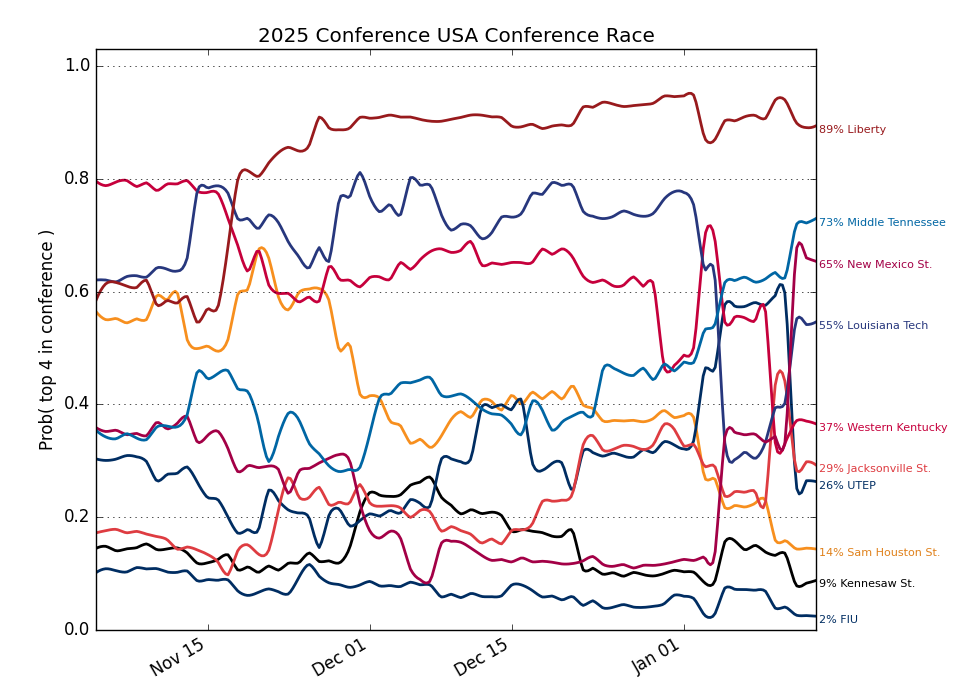 2025 Conference USA Conference Race
Prob( top 4 in conference )
1.0
0.8
0.6
0.4
0.2
0.0
Nov 15
Dec 01
Dec 15
Jan 01
89% Liberty
73% Middle Tennessee
65% New Mexico St.
55% Louisiana Tech
37% Western Kentucky
29% Jacksonville St.
26% UTEP
14% Sam Houston St.
9% Kennesaw St.
2% FIU